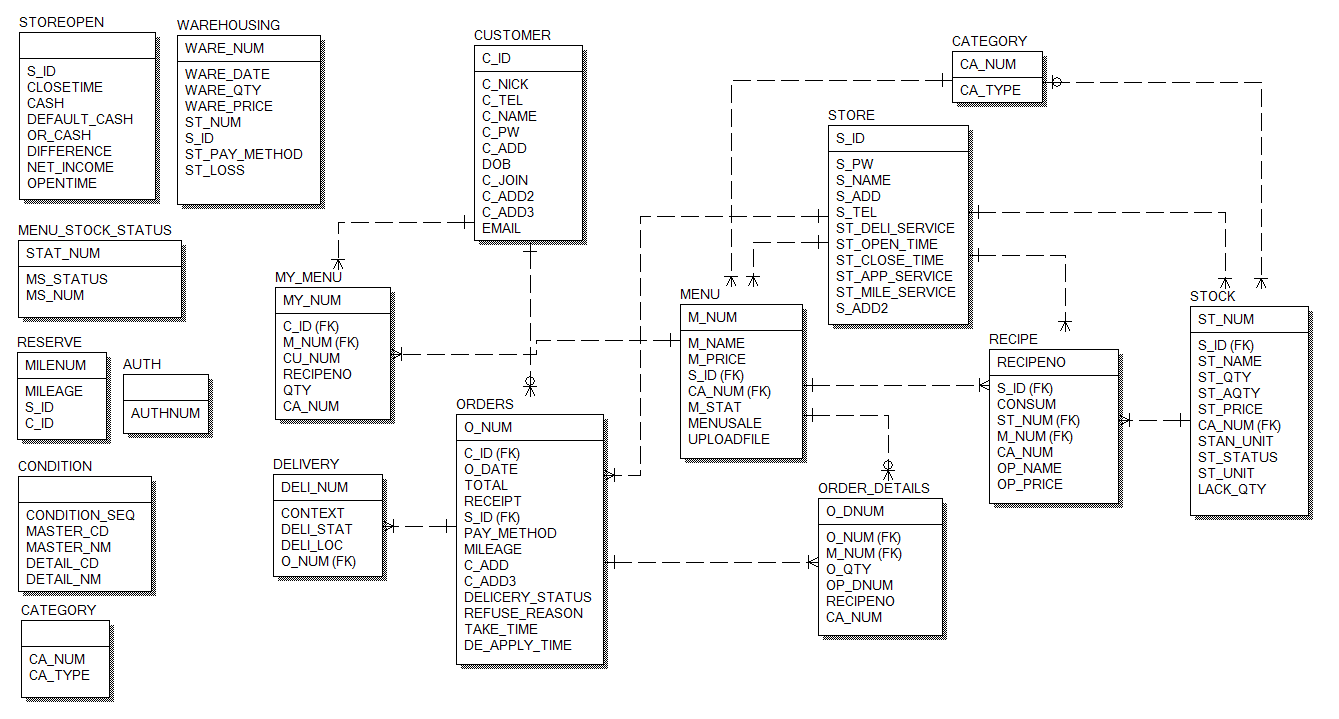 STOREOPEN
S_ID
CLOSETIME
CASH
DEFAULT_CASH
OR_CASH
DIFFERENCE
NET_INCOME
OPENTIME
WAREHOUSING
WARE_NUM
WARE_DATE
WARE_QTY
WARE_PRICE
ST_NUM
S_ID
ST_PAY_METHOD
ST_LOSS
MENU_STOCK_STATUS
STAT_NUM
MS_STATUS
MS_NUM
RESERVE
MILENUM
MILEAGE
S_ID
C_ID
AUTH
AUTHNUM
CONDITION
CONDITION_SEQ
MASTER_CD
MASTER_NM
DETAIL_CD
DETAIL_NM
CATEGORY
CA_NUM
CA_TYPE
CUSTOMER
C_ID
C_NICK
C_TEL
C_NAME
C_PW
C_ADD
DOB
C_JOIN
C_ADD2
C_ADD3
EMAIL
MY_MENU
MY_NUM
C_ID (FK)
M_NUM (FK)
CU_NUM
RECIPENO
QTY
CA_NUM
DELIVERY
DELI_NUM
CONTEXT
DELI_STAT
DELI_LOC
O_NUM (FK)
ORDERS
O_NUM
C_ID (FK)
O_DATE
TOTAL
RECEIPT
S_ID (FK)
PAY_METHOD
MILEAGE
C_ADD
C_ADD3
DELICERY_STATUS
REFUSE_REASON
TAKE_TIME
DE_APPLY_TIME
CATEGORY
CA_NUM
CA_TYPE
STORE
S_ID
S_PW
S_NAME
S_ADD
S_TEL
ST_DELI_SERVICE
ST_OPEN_TIME
ST_CLOSE_TIME
ST_APP_SERVICE
ST_MILE_SERVICE
S_ADD2
MENU
M_NUM
M_NAME
M_PRICE
S_ID (FK)
CA_NUM (FK)
M_STAT
MENUSALE
UPLOADFILE
ORDER_DETAILS
O_DNUM
O_NUM (FK)
M_NUM (FK)
O_QTY
OP_DNUM
RECIPENO
CA_NUM
RECIPE
RECIPENO
S_ID (FK)
CONSUM
ST_NUM (FK)
M_NUM (FK)
CA_NUM
OP_NAME
OP_PRICE
STOCK
ST_NUM
S_ID (FK)
ST_NAME
ST_QTY
ST_AQTY
ST_PRICE
CA_NUM (FK)
STAN_UNIT
ST_STATUS
ST_UNIT
LACK_QTY